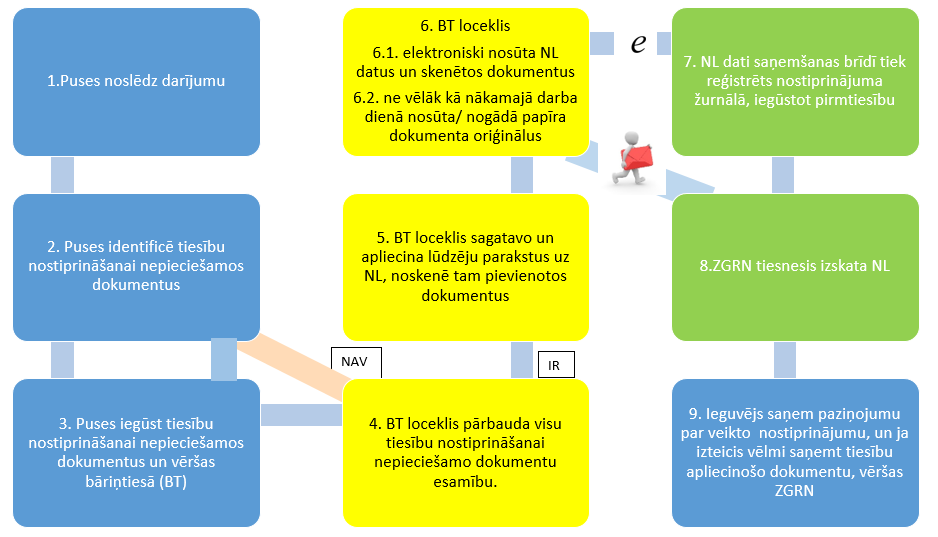 1.Puses noslēdz darījumu
2. Puses identificē tiesību
nostiprināšanai nepieciešamos
dokumentus
3. Puses iegūst tiesību
nostiprināšanai nepieciešamos
dokumentus un vēršas
bāriņtiesā (BT)
NAV
4. BT loceklis pārbauda visu
tiesību nostiprināšanai
nepieciešamo dokumentu
esamību.
IR
5. BT loceklis sagatavo un
apliecina lūdzēju parakstus uz
NL, noskenē tam pievienotos
dokumentus
6. BT loceklis
6.1. elektroniski nosūta NL
datus un skenētos dokumentus
6.2. ne vēlāk kā nākamajā darba
dienā nosūta/ nogādā papīra
dokumenta oriģinālus
e
7. NL dati saņemšanas brīdī tiek
reģistrēts nostiprinājuma
žurnālā, iegūstot pirmtiesību
8.ZGRN tiesnesis izskata NL
9. Ieguvējs saņem paziņojumu
par veikto nostiprinājumu, un ja
izteicis vēlmi saņemt tiesību
apliecinošo dokumentu, vēršas
ZGRN